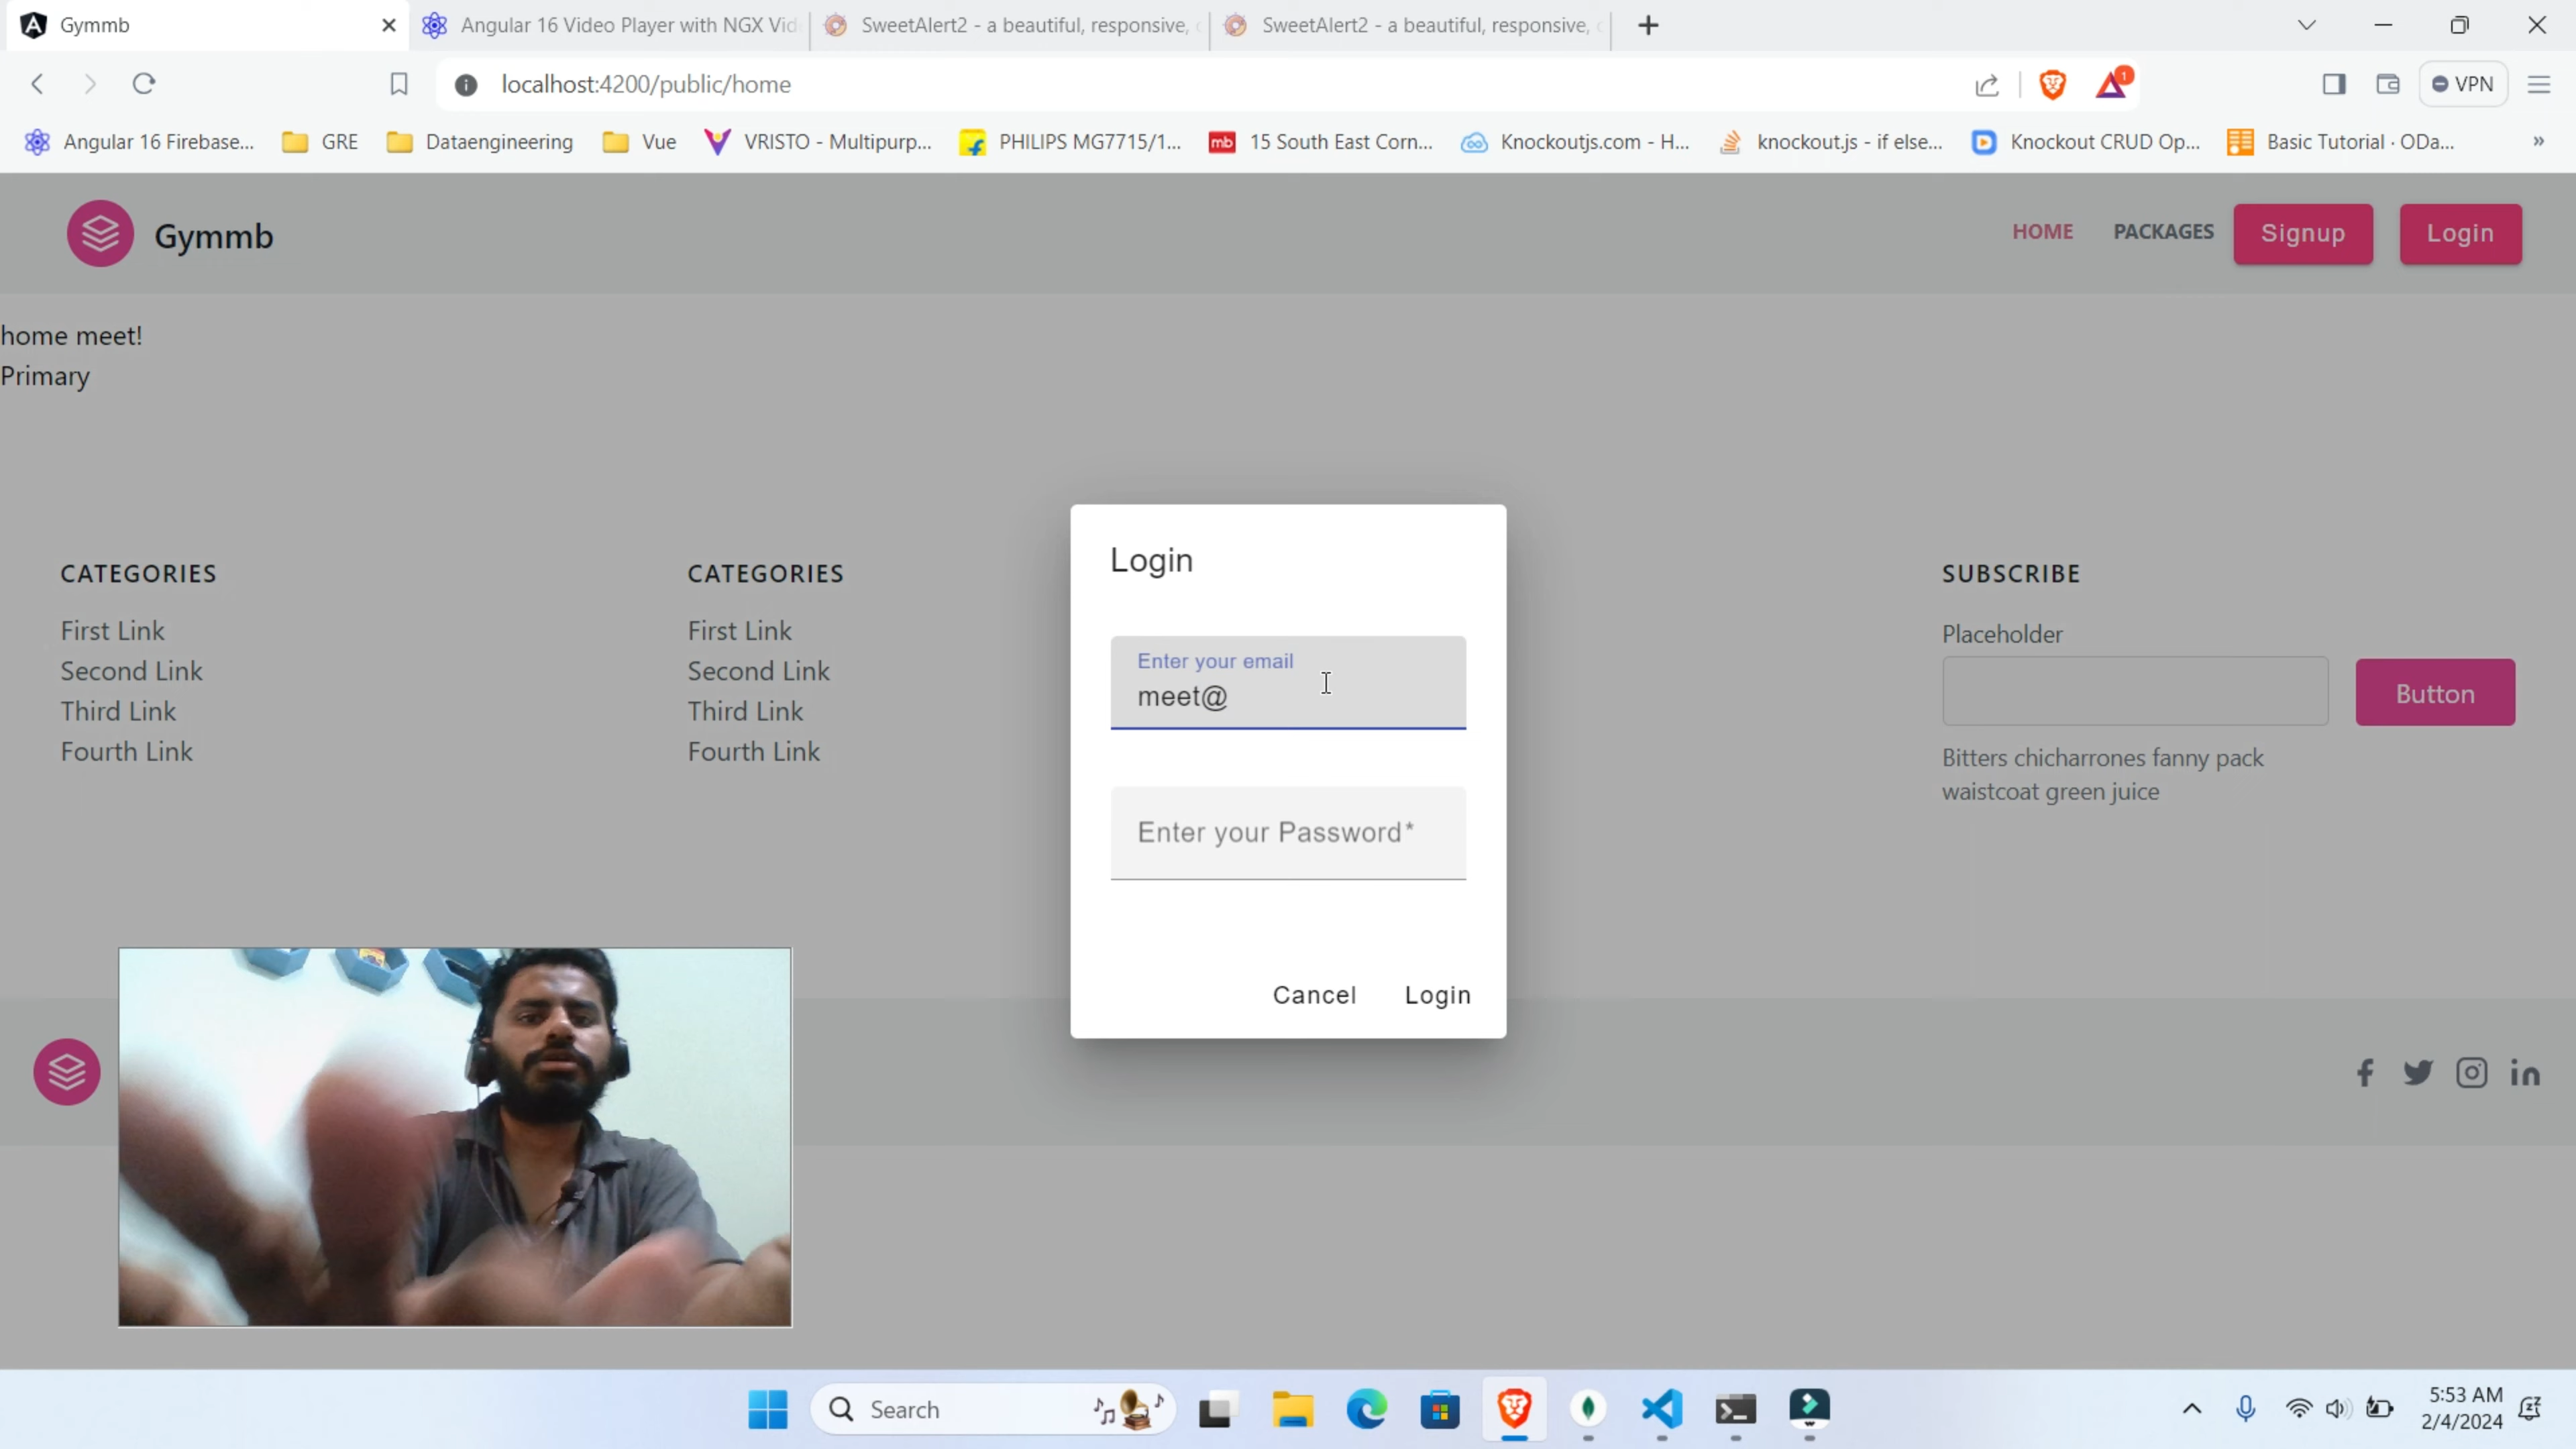 Gymmb
Angular 16 Video Player with NGX Vid
SweetAlert2 - a beautiful, responsive,
SweetAlert2 - a beautiful, responsive,
localhost:4200/public/home
1
VPN
Angular 16 Firebase...
GRE
Dataengineering
Vue
VRISTO - Multipurp...
PHILIPS MG7715/1...
mb
15 South East Corn...
Knockoutjs.com - H...
knockout.js - if else...
Knockout CRUD Op...
Basic Tutorial · ODa...
»
Gymmb
HOME
PACKAGES
Signup
Login
home meet!
Primary
CATEGORIES
First Link
Second Link
Third Link
Fourth Link
CATEGORIES
First Link
Second Link
Third Link
Fourth Link
Login
Enter your email
meet@
Enter your Password*
Cancel
Login
SUBSCRIBE
Placeholder
Button
Bitters chicharrones fanny pack
waistcoat green juice
Search
5:53 AM
2/4/2024